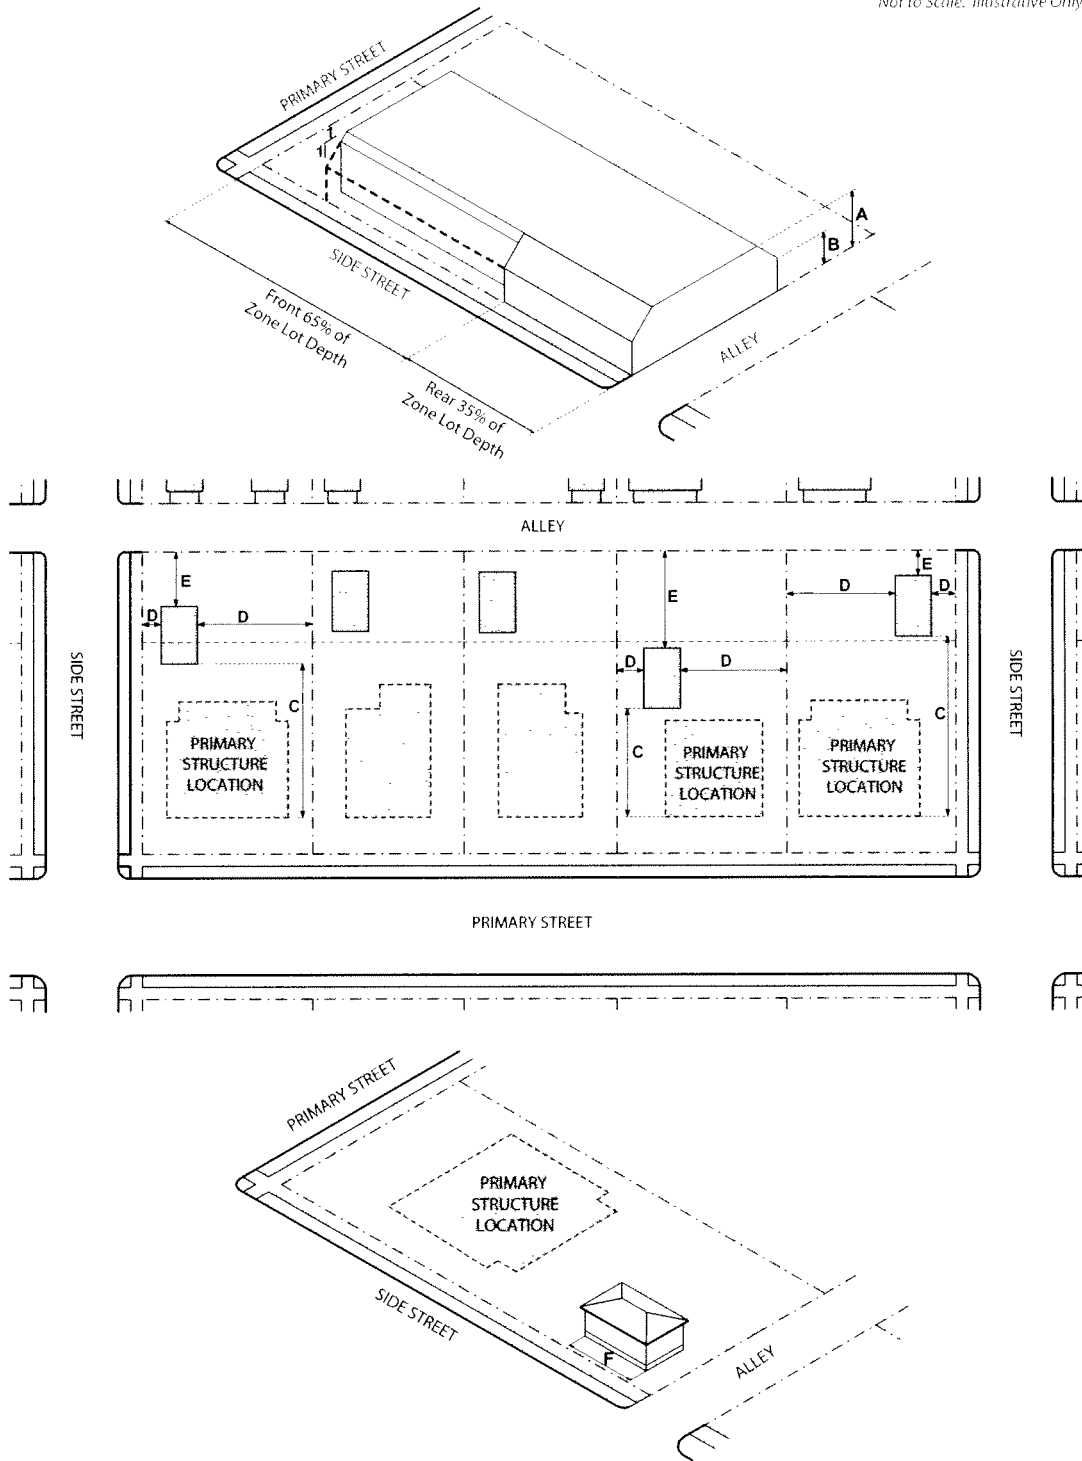 Not to Scale. Illustrative Only
PRIMARY STREET
1
1
A
B
SIDE STREET
Front 65% of
Zone Lot Depth
ALLEY
Rear 35% of
Zone Lot Depth
ALLEY
E
E
E
D
D
D
D
D
D
SIDE STREET
SIDE STREET
C
C
C
PRIMARY
STRUCTURE
LOCATION
PRIMARY
STRUCTURE
LOCATION
PRIMARY
STRUCTURE
LOCATION
PRIMARY STREET
PRIMARY STREET
PRIMARY
STRUCTURE
LOCATION
SIDE STREET
F
ALLEY